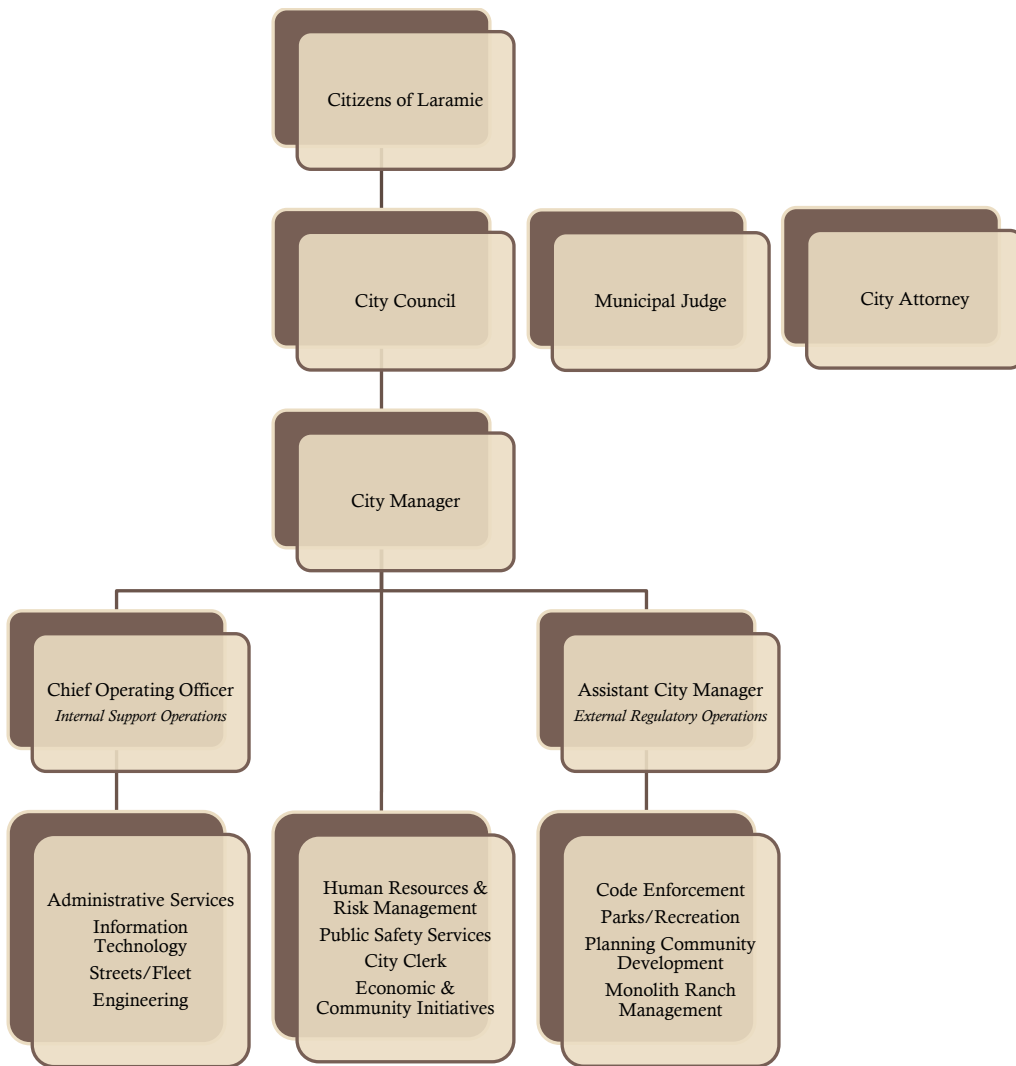 Citizens of Laramie
City Council
Municipal Judge
City Attorney
City Manager
Chief Operating Officer
Internal Support Operations
Assistant City Manager
External Regulatory Operations
Administrative Services
Information
Technology
Streets/Fleet
Engineering
Human Resources &
Risk Management
Public Safety Services
City Clerk
Economic &
Community Initiatives
Code Enforcement
Parks/Recreation
Planning Community
Development
Monolith Ranch
Management